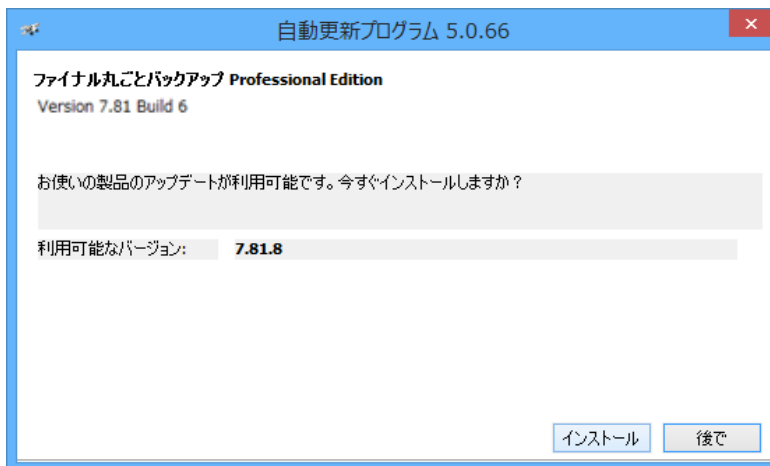 自動更新プログラム 5.0.66
ファイナル丸ごとバックアップ Professional Edition
Version 7.81 Build 6
お使いの製品のアップデートが利用可能です。今すぐインストールしますか？
利用可能なバージョン: 7.81.8
インストール 後で